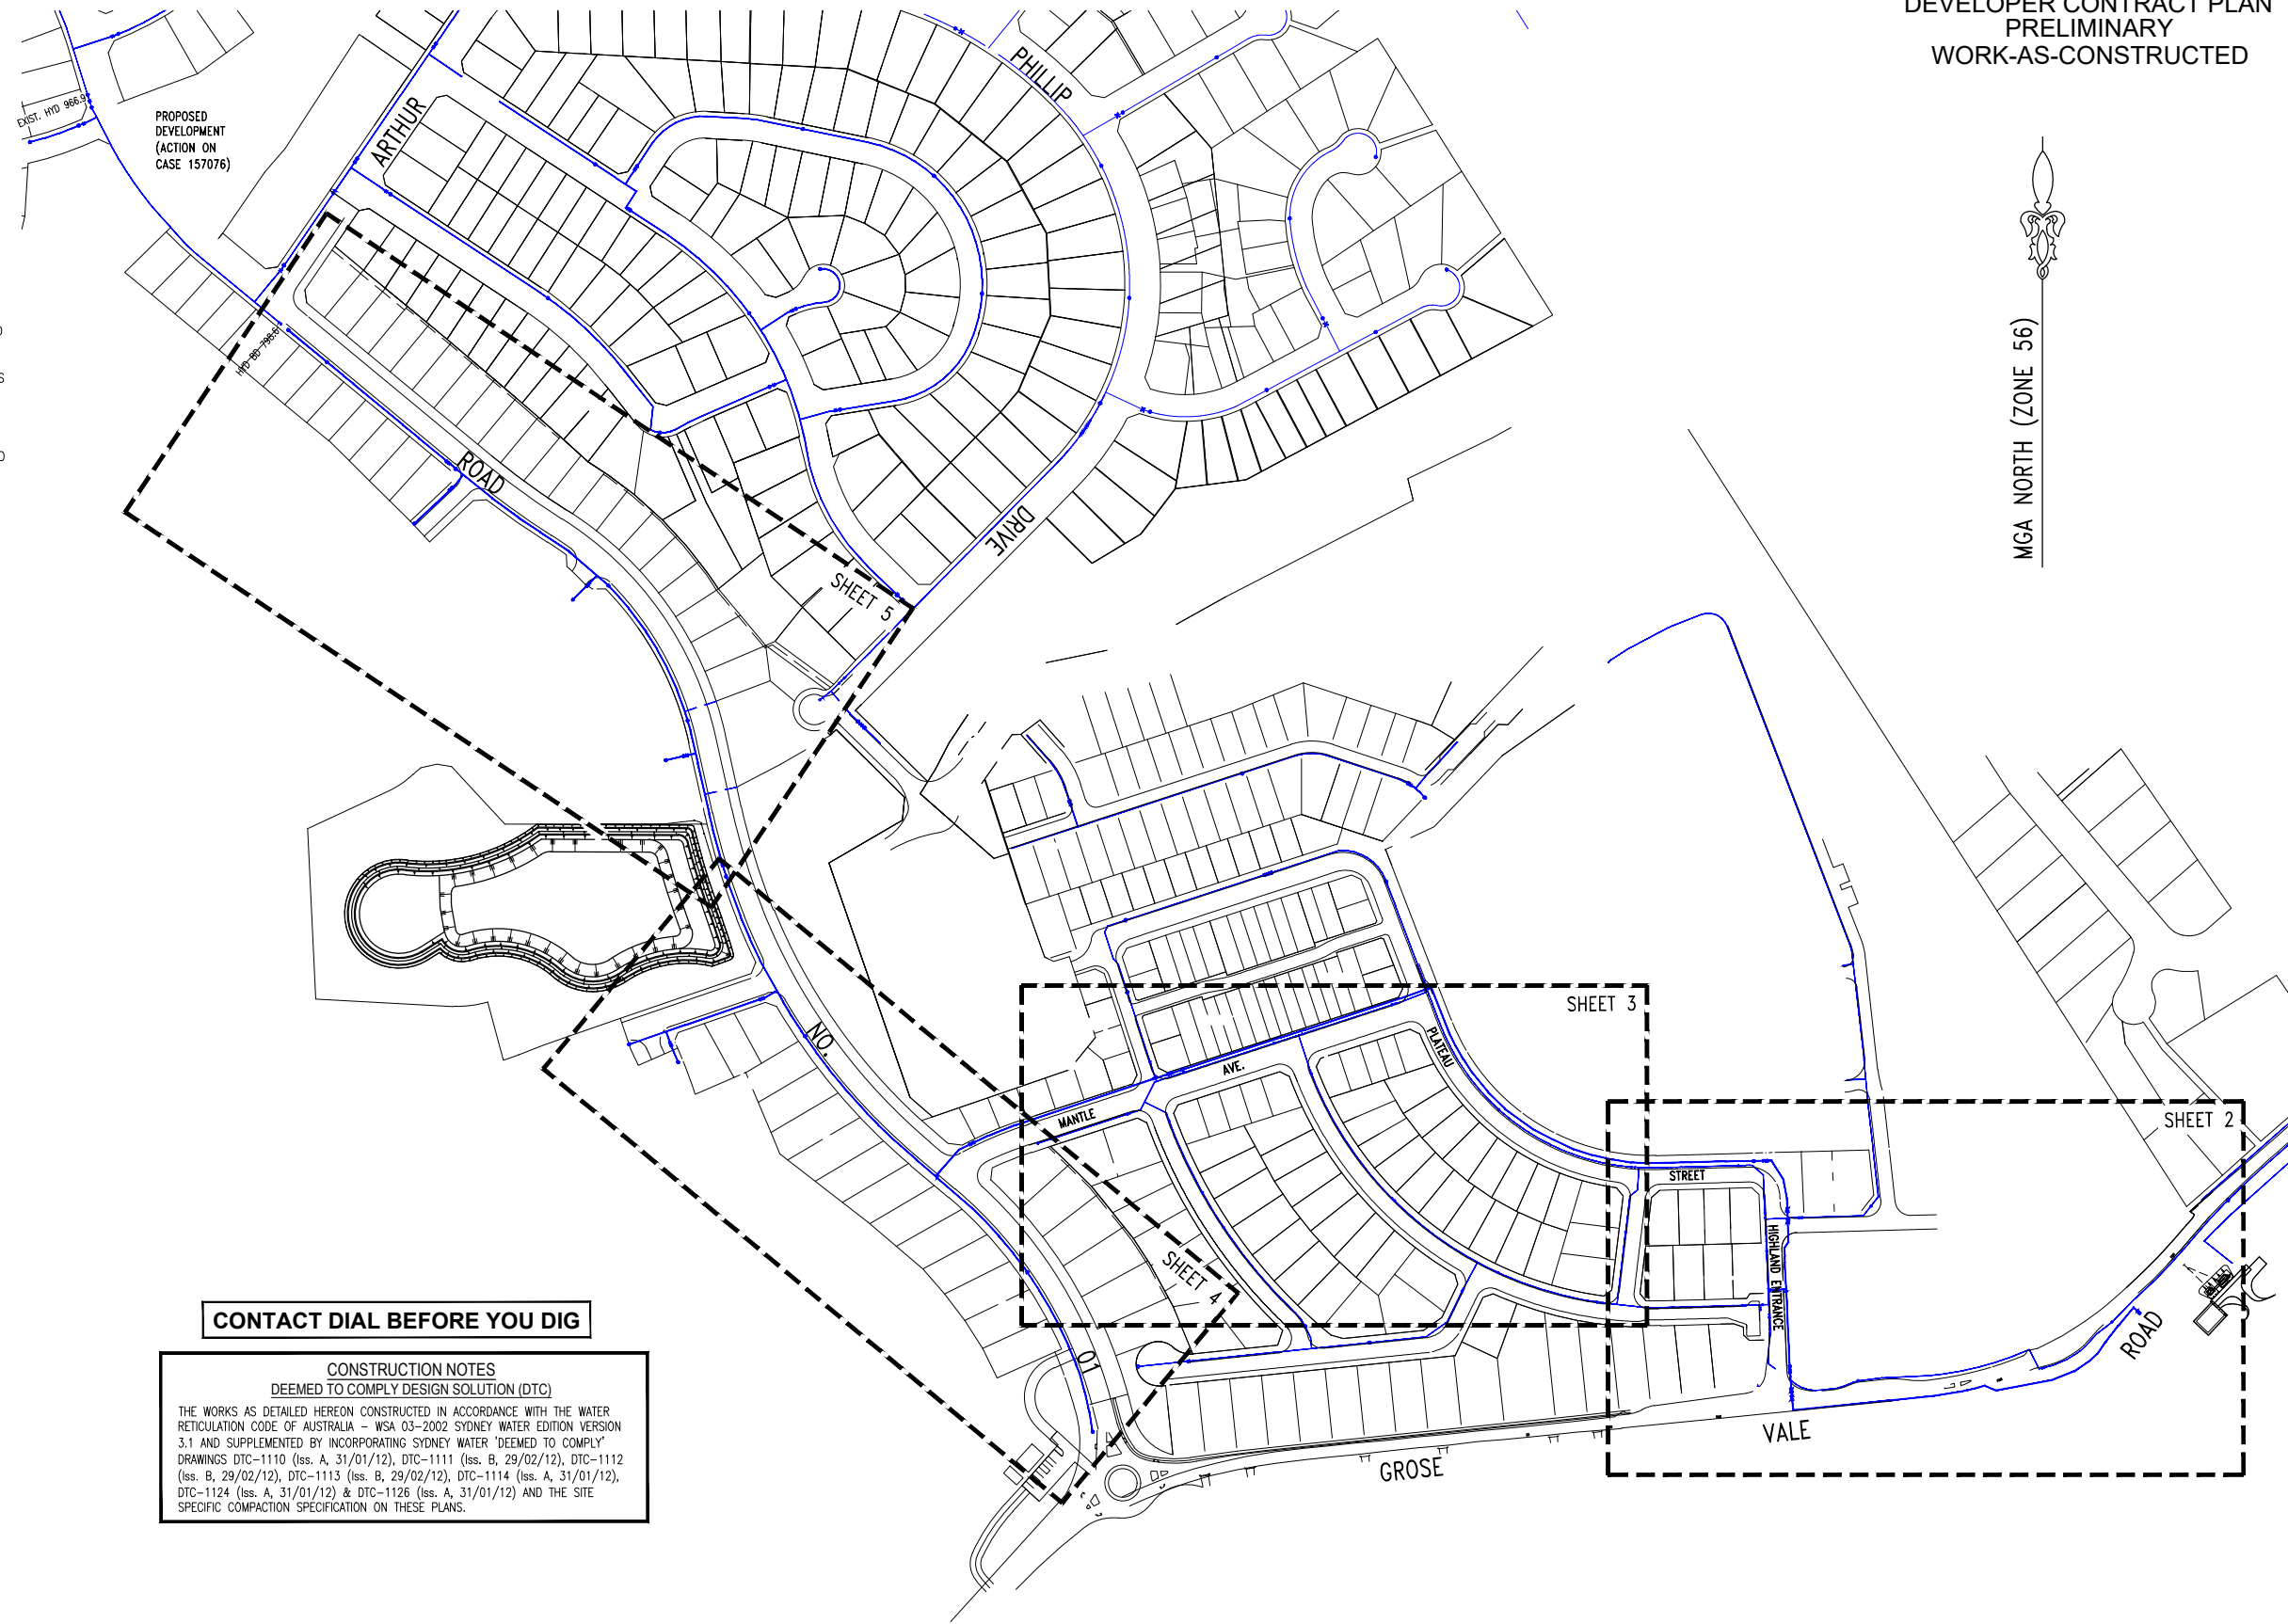 DEVELOPER CONTRACT PLAN
PRELIMINARY
WORK-AS-CONSTRUCTED
EXIST. HYD 966.9
PROPOSED
DEVELOPMENT
(ACTION ON
CASE 157076)
ARTHUR
PHILLIP
DRIVE
MGA NORTH (ZONE 56)
HYD BD 798.6
ROAD
SHEET 5
NO.
SHEET 3
PLATEAU
AVE.
MANTLE
SHEET 2
STREET
HIGHLAND ENTRANCE
SHEET 4
01
ROAD
VALE
GROSE
CONTACT DIAL BEFORE YOU DIG
CONSTRUCTION NOTES
DEEMED TO COMPLY DESIGN SOLUTION (DTC)
THE WORKS AS DETAILED HEREON CONSTRUCTED IN ACCORDANCE WITH THE WATER
RETICULATION CODE OF AUSTRALIA – WSA 03–2002 SYDNEY WATER EDITION VERSION
3.1 AND SUPPLEMENTED BY INCORPORATING SYDNEY WATER 'DEEMED TO COMPLY'
DRAWINGS DTC–1110 (Iss. A, 31/01/12), DTC–1111 (Iss. B, 29/02/12), DTC–1112
(Iss. B, 29/02/12), DTC–1113 (Iss. B, 29/02/12), DTC–1114 (Iss. A, 31/01/12),
DTC–1124 (Iss. A, 31/01/12) & DTC–1126 (Iss. A, 31/01/12) AND THE SITE
SPECIFIC COMPACTION SPECIFICATION ON THESE PLANS.